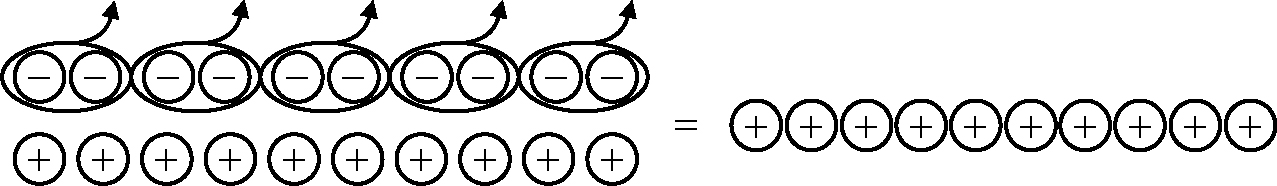 − − − − − − − − − −
+ + + + + + + + + + = + + + + + + + + + +